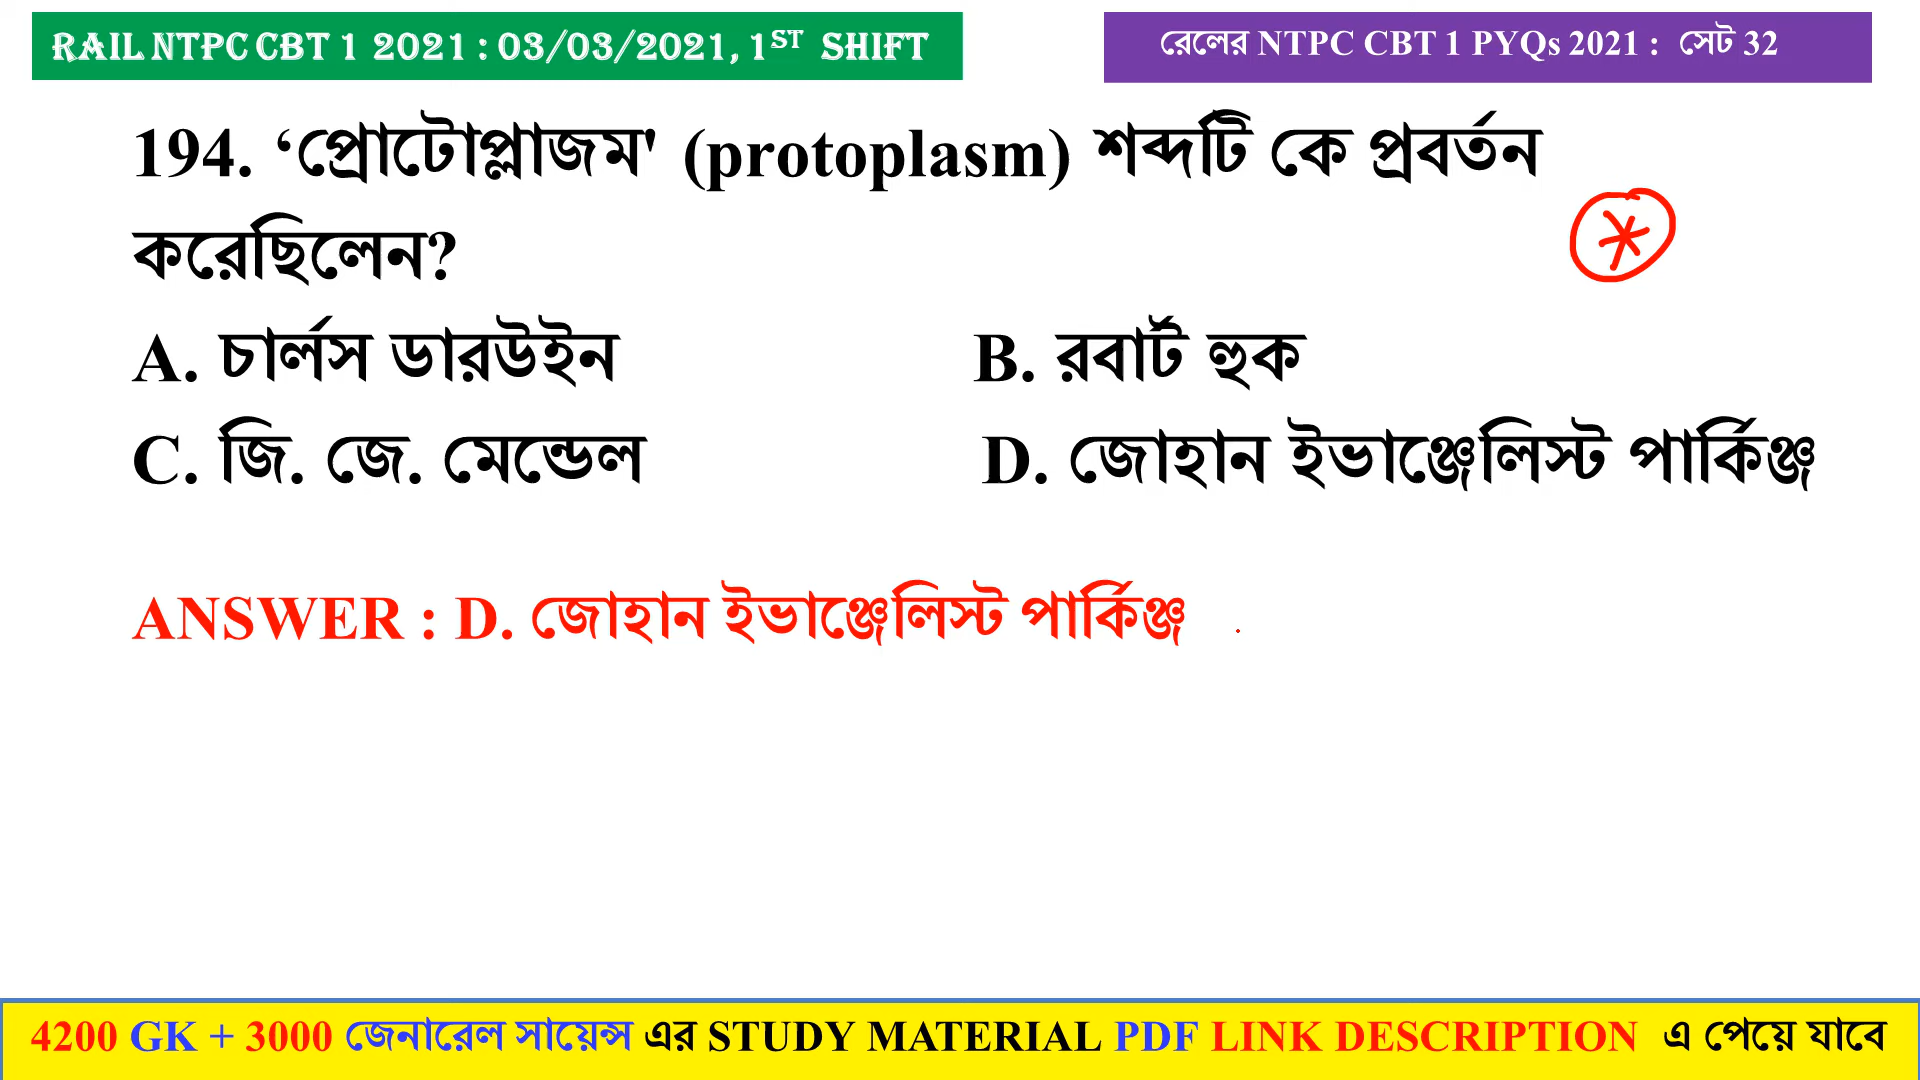 RAIL NTPC CBT 1 2021 : 03/03/2021, 1ST SHIFT
রেলের NTPC CBT 1 PYQs 2021 : সেট 32
194. ‘প্রোটোপ্লাজম' (protoplasm) শব্দটি কে প্রবর্তন
করেছিলেন?
A. চার্লস ডারউইন B. রবার্ট হুক
C. জি. জে. মেন্ডেল D. জোহান ইভাঞ্জেলিস্ট পার্কিঞ্জ
ANSWER : D. জোহান ইভাঞ্জেলিস্ট পার্কিঞ্জ
4200 GK + 3000 জেনারেল সায়েন্স এর STUDY MATERIAL PDF LINK DESCRIPTION এ পেয়ে যাবে